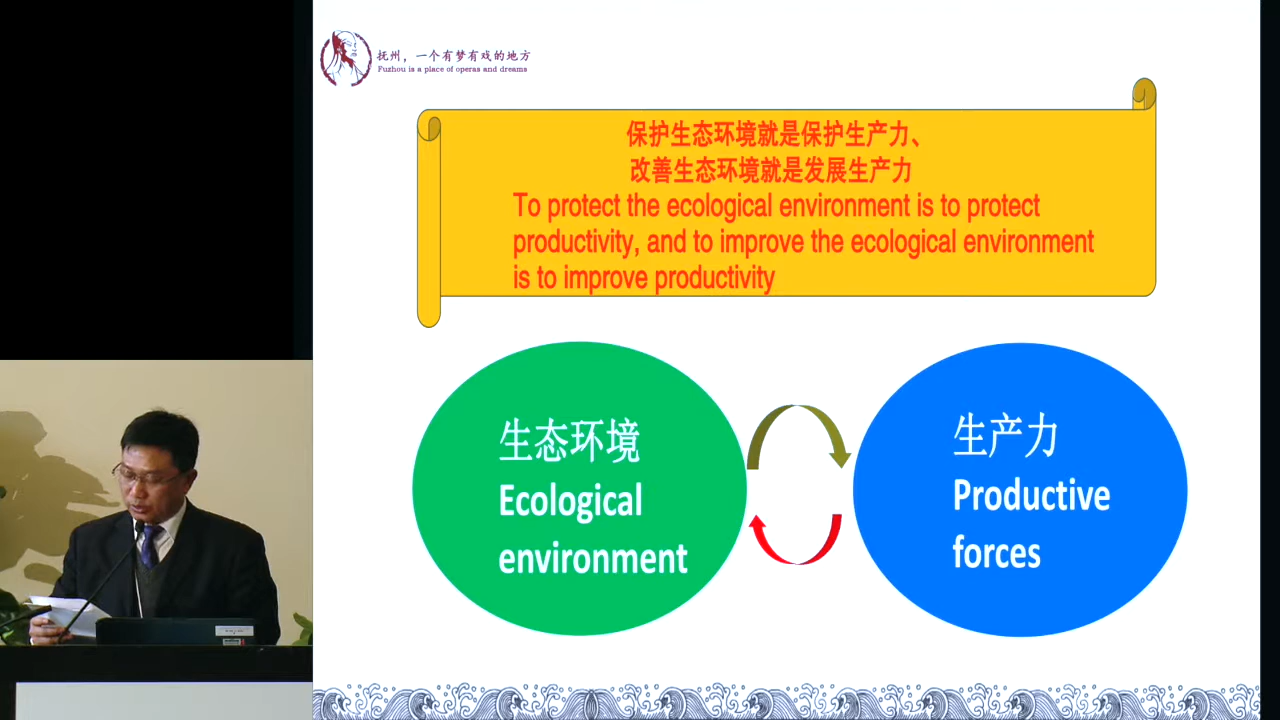 抚州，一个有梦有戏的地方
Fuzhou is a place of operas and dreams
保护生态环境就是保护生产力、
改善生态环境就是发展生产力
To protect the ecological environment is to protect
productivity, and to improve the ecological environment
is to improve productivity
生态环境
Ecological
environment
生产力
Productive
forces